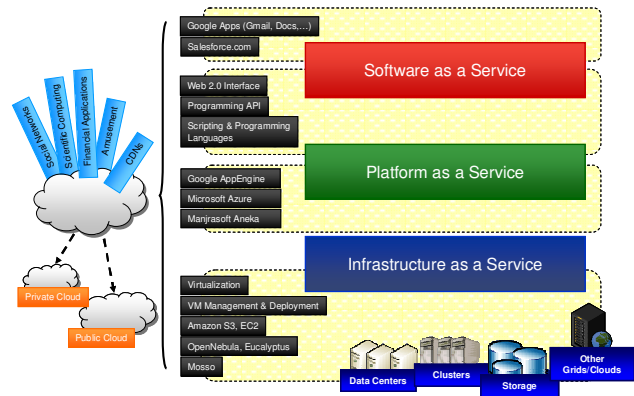 Google Apps (Gmail, Docs,…)
Salesforce.com
Software as a Service
Web 2.0 Interface
Programming API
Scripting & Programming
Languages
Platform as a Service
Google AppEngine
Microsoft Azure
Manjrasoft Aneka
Infrastructure as a Service
Virtualization
VM Management & Deployment
Amazon S3, EC2
OpenNebula, Eucalyptus
Mosso
Data Centers
Clusters
Storage
Other
Grids/Clouds
Social Networks
Scientific Computing
Financial Applications
Amusement
CDNs
Private Cloud
Public Cloud